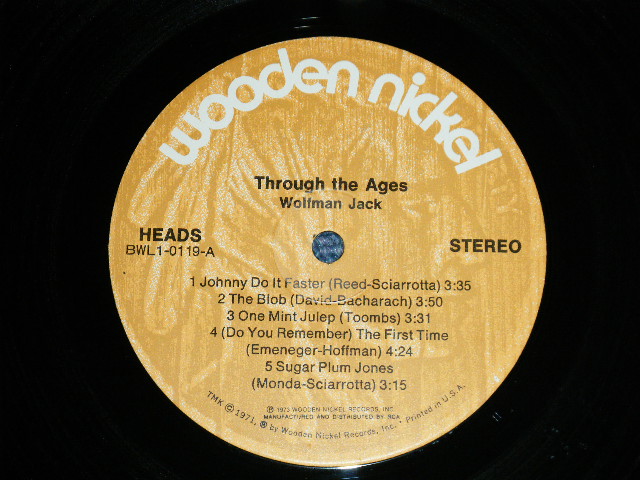 wooden nickel
Through the Ages
Wolfman Jack
HEADS
BWL1-0119-A
STEREO
1 Johnny Do It Faster (Reed-Sciarrotta) 3:35
2 The Blob (David-Bacharach) 3:50
3 One Mint Julep (Toombs) 3:31
4 (Do You Remember) The First Time
(Emeneger-Hoffman) 4:24
5 Sugar Plum Jones
(Monda-Sciarrotta) 3:15
℗ 1973 WOODEN NICKEL RECORDS, INC.
MANUFACTURED AND DISTRIBUTED BY RCA
TMK © 1971, ® by Wooden Nickel Records, Inc. • Printed in U.S.A.